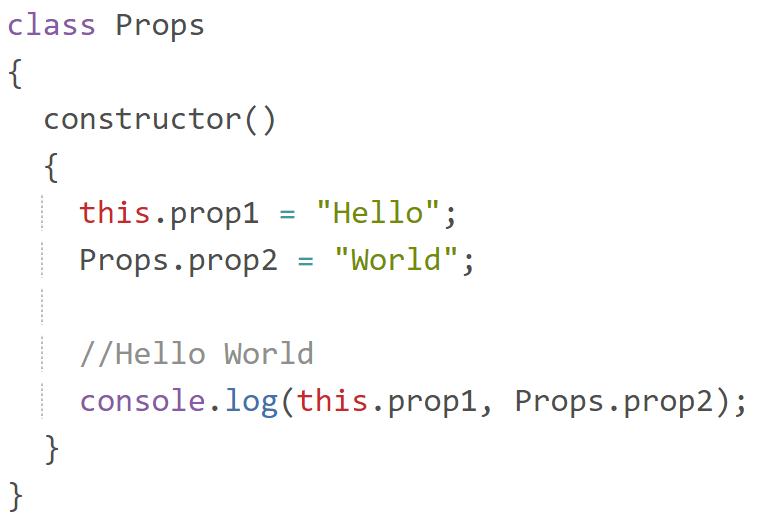 class Props
{
  constructor()
  {
    this.prop1 = "Hello";
    Props.prop2 = "World";

    //Hello World
    console.log(this.prop1, Props.prop2);
  }
}